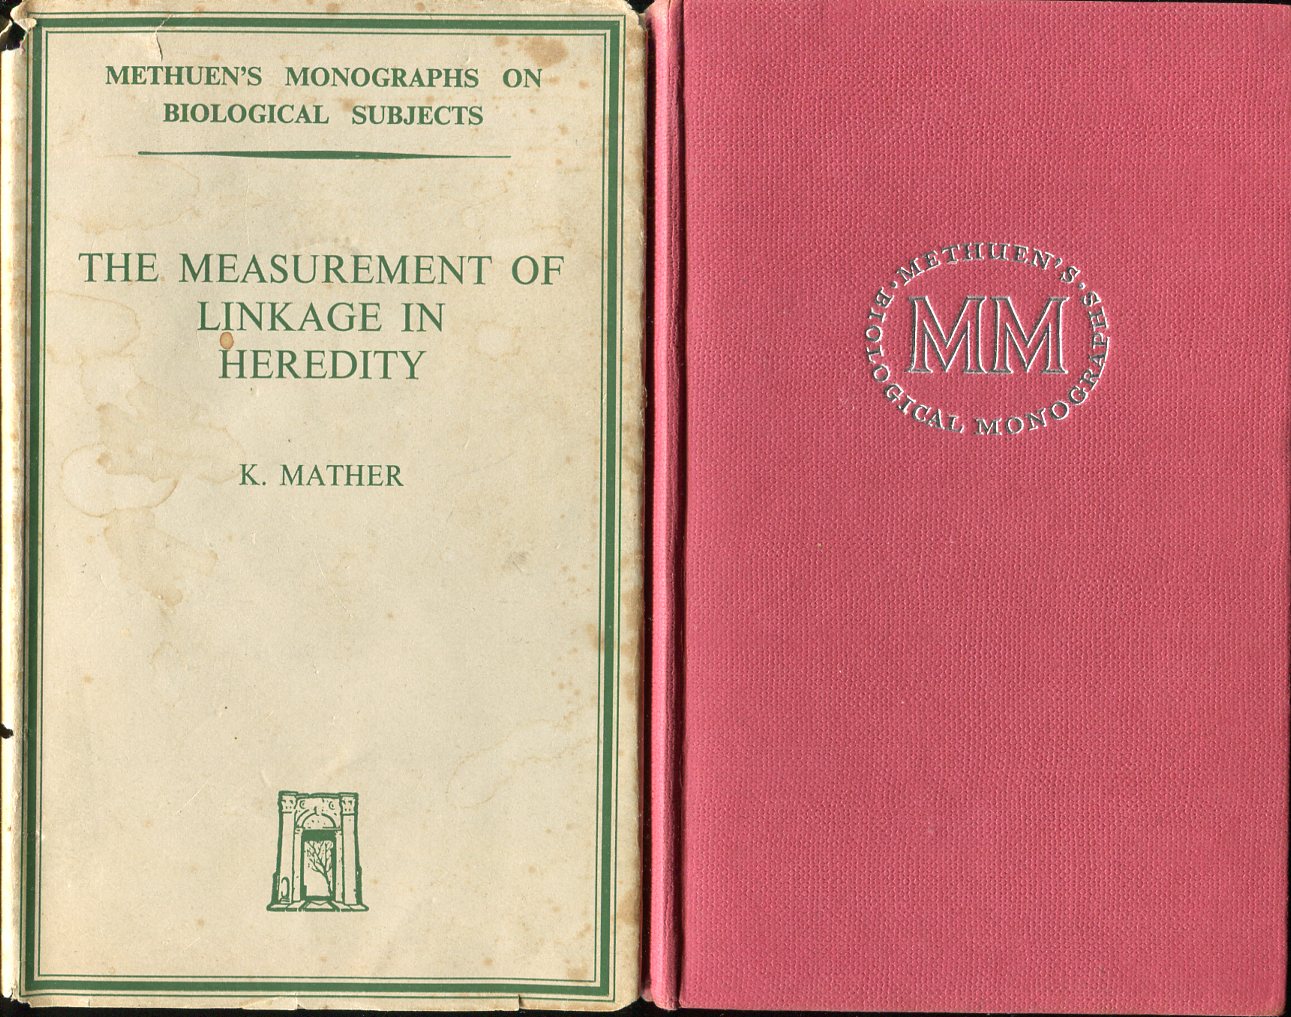 METHUEN'S MONOGRAPHS ON
BIOLOGICAL SUBJECTS
THE MEASUREMENT OF
LINKAGE IN
HEREDITY
K. MATHER
METHUEN'S · BIOLOGICAL MONOGRAPHS ·
MM